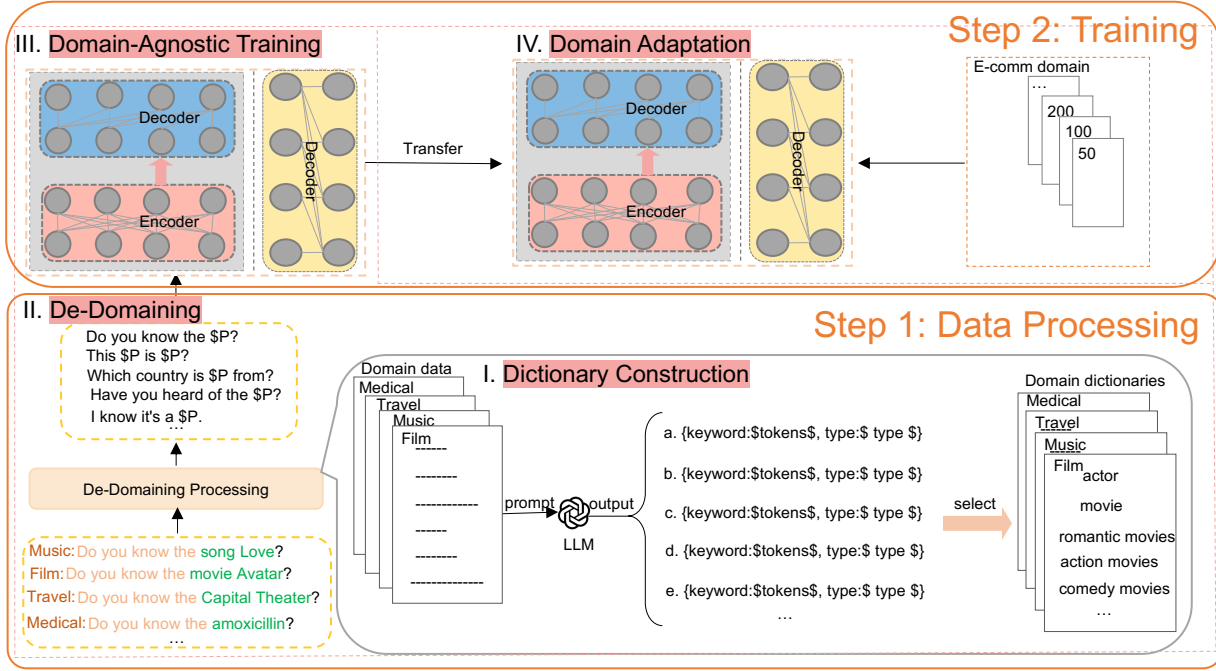 Step 2: Training
III. Domain-Agnostic Training
Decoder
Encoder
Decoder
Transfer
IV. Domain Adaptation
Decoder
Encoder
Decoder
E-comm domain
...
200
100
50
Step 1: Data Processing
II. De-Domaining
Do you know the $P?
This $P is $P?
Which country is $P from?
Have you heard of the $P?
I know it's a $P.
...
De-Domaining Processing
Music: Do you know the song Love?
Film: Do you know the movie Avatar?
Travel: Do you know the Capital Theater?
Medical: Do you know the amoxicillin?
...
I. Dictionary Construction
Domain data
Medical
Travel
Music
Film
------
--------
-------------
------
--------
---------------
prompt
LLM
output
a. {keyword:$tokens$, type:$ type $}
b. {keyword:$tokens$, type:$ type $}
c. {keyword:$tokens$, type:$ type $}
d. {keyword:$tokens$, type:$ type $}
e. {keyword:$tokens$, type:$ type $}
...
select
Domain dictionaries
Medical
Travel
Music
Film
actor
movie
romantic movies
action movies
comedy movies
...